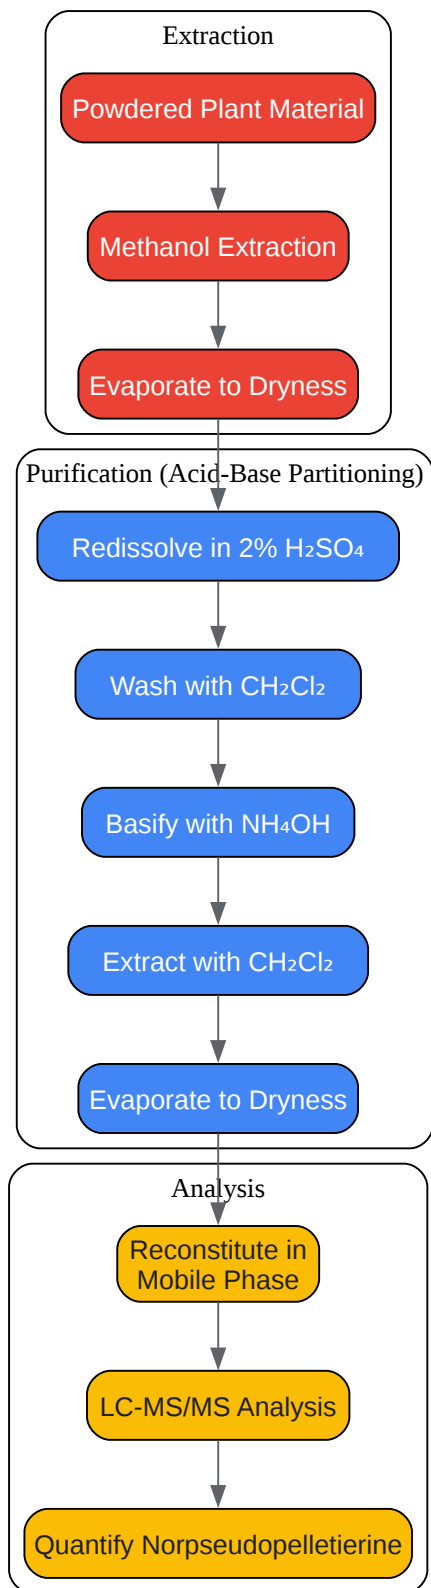 Extraction
Powdered Plant Material
Methanol Extraction
Evaporate to Dryness
Purification (Acid-Base Partitioning)
Redissolve in 2% H₂SO₄
Wash with CH₂Cl₂
Basify with NH₄OH
Extract with CH₂Cl₂
Evaporate to Dryness
Analysis
Reconstitute in
Mobile Phase
LC-MS/MS Analysis
Quantify Norpseudopelletierine